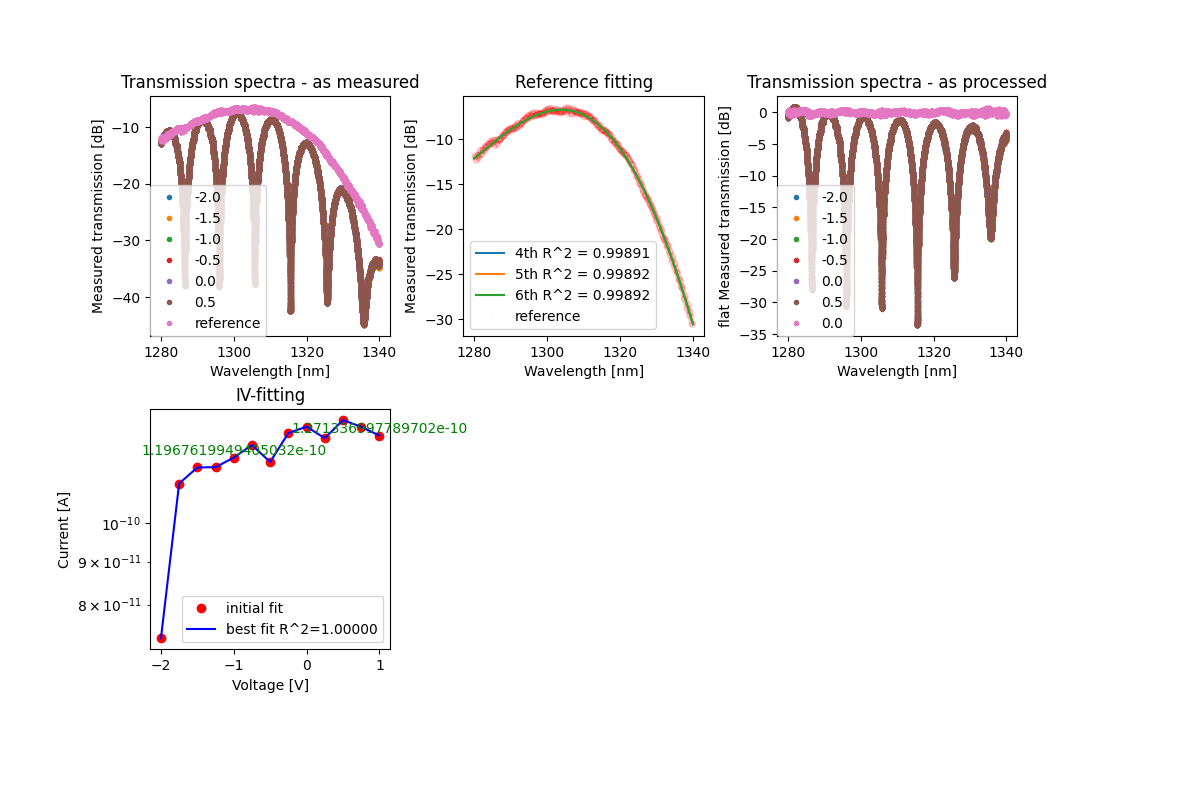 Transmission spectra - as measured
Measured transmission [dB]
−10
−20
−30
−40
-2.0
-1.5
-1.0
-0.5
0.0
0.5
reference
1280 1300 1320 1340
Wavelength [nm]
Reference fitting
Measured transmission [dB]
−10
−15
−20
−25
−30
4th R^2 = 0.99891
5th R^2 = 0.99892
6th R^2 = 0.99892
reference
1280 1300 1320 1340
Wavelength [nm]
Transmission spectra - as processed
flat Measured transmission [dB]
0
−5
−10
−15
−20
−25
−30
−35
-2.0
-1.5
-1.0
-0.5
0.0
0.5
0.0
1280 1300 1320 1340
Wavelength [nm]
IV-fitting
Current [A]
10⁻¹⁰
9 × 10⁻¹¹
8 × 10⁻¹¹
initial fit
best fit R^2=1.00000
−2 −1 0 1
Voltage [V]